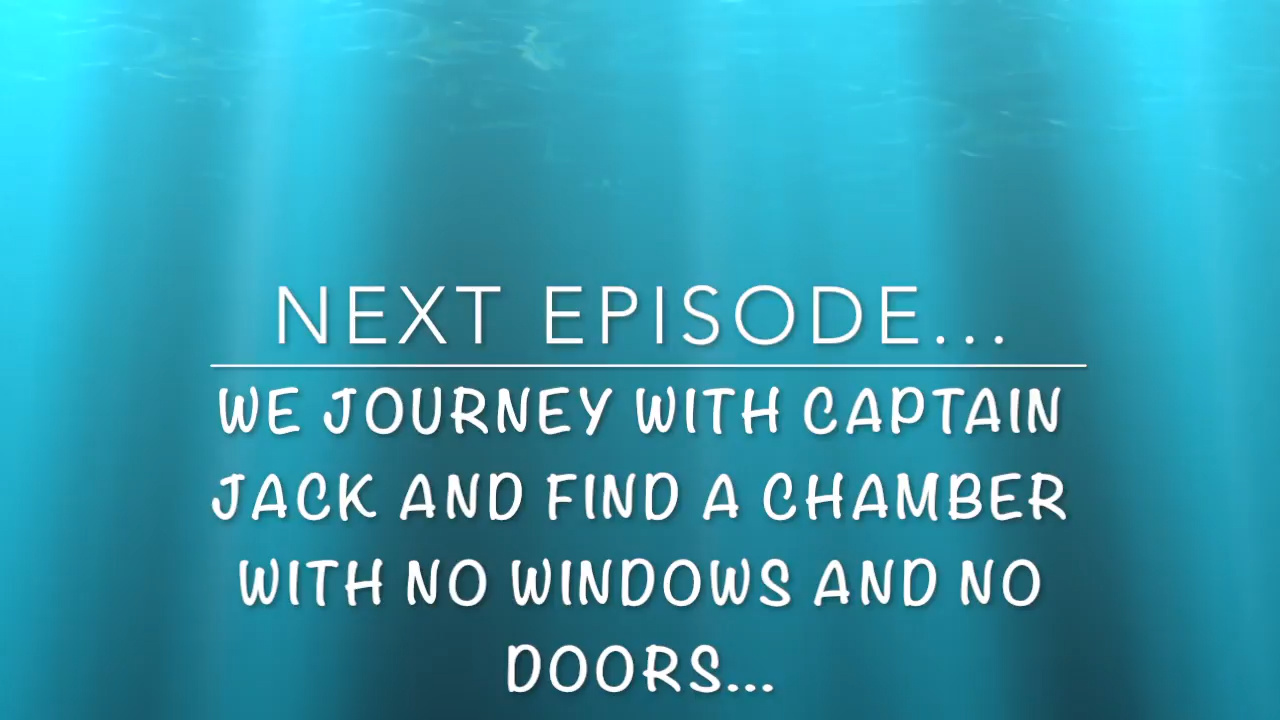 NEXT EPISODE...
WE JOURNEY WITH CAPTAIN
JACK AND FIND A CHAMBER
WITH NO WINDOWS AND NO
DOORS...